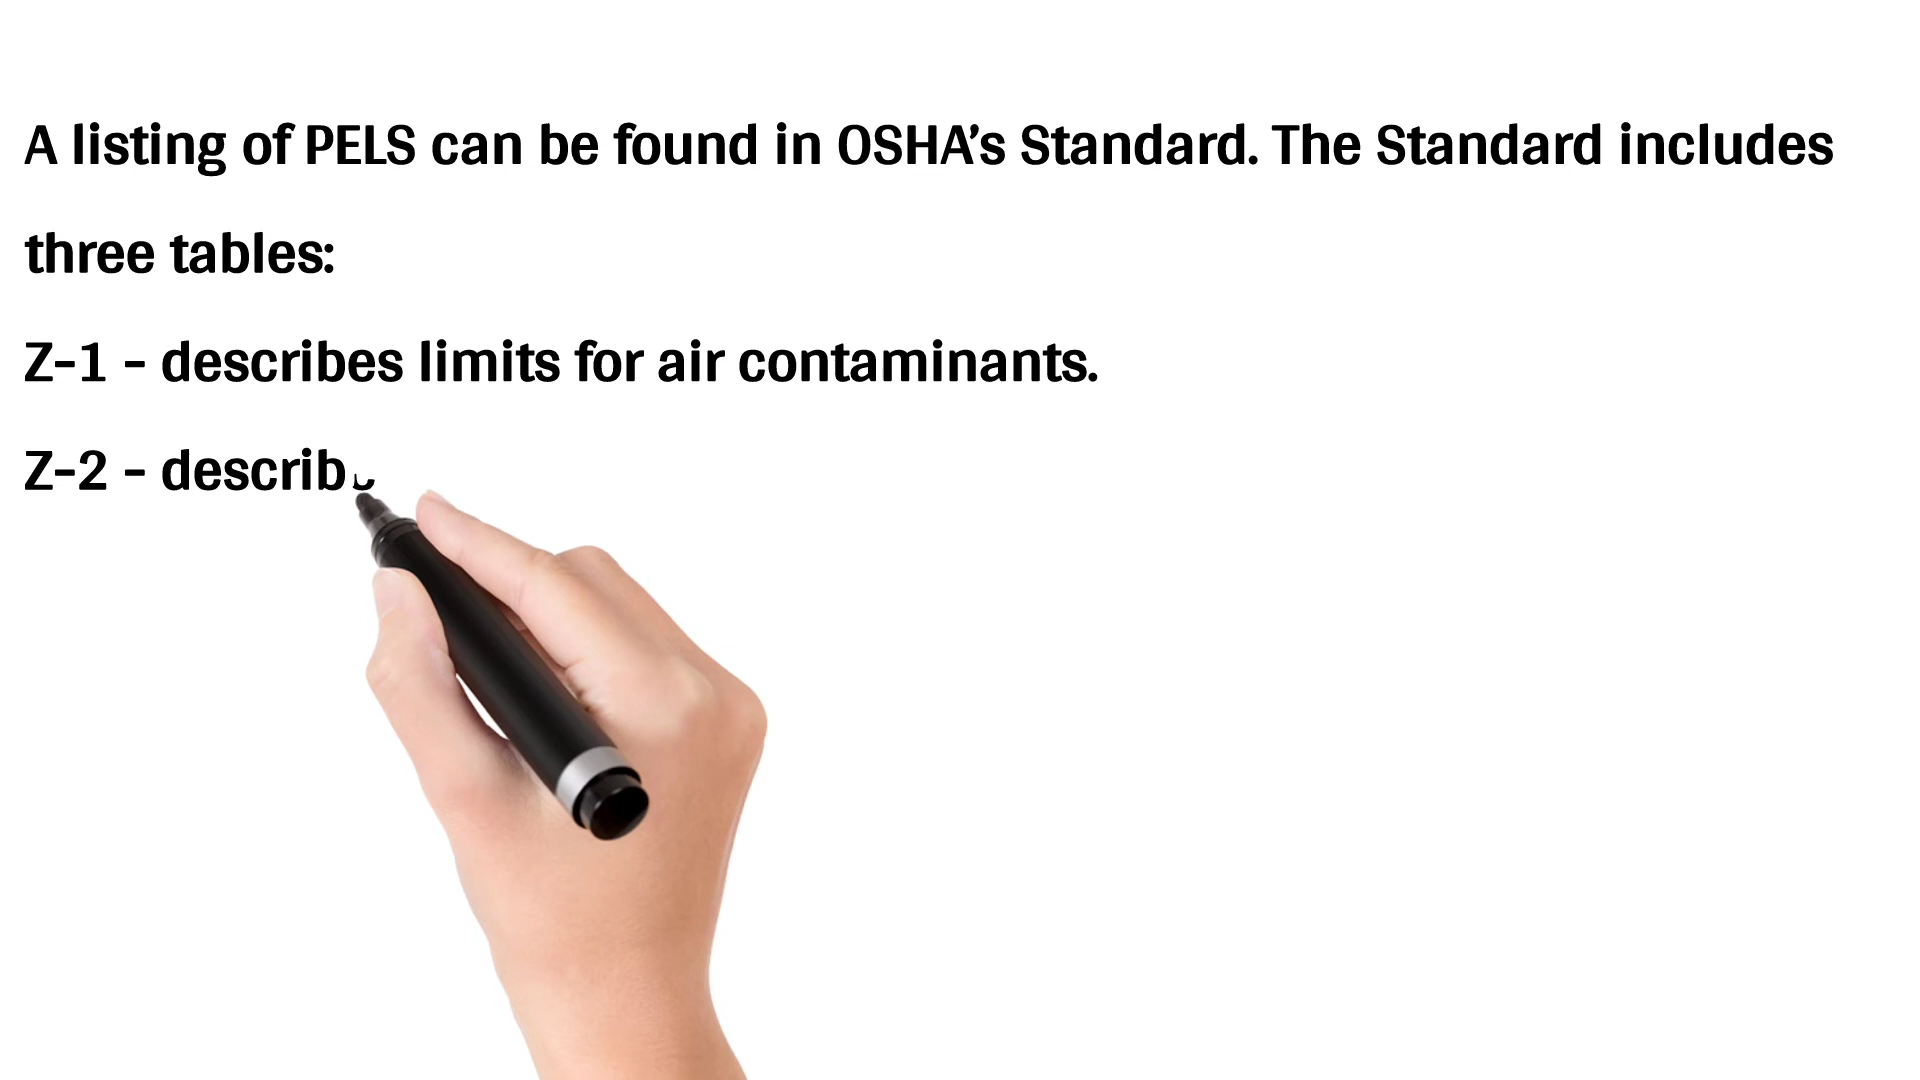 A listing of PELS can be found in OSHA’s Standard. The Standard includes
three tables:
Z-1 - describes limits for air contaminants.
Z-2 - describ